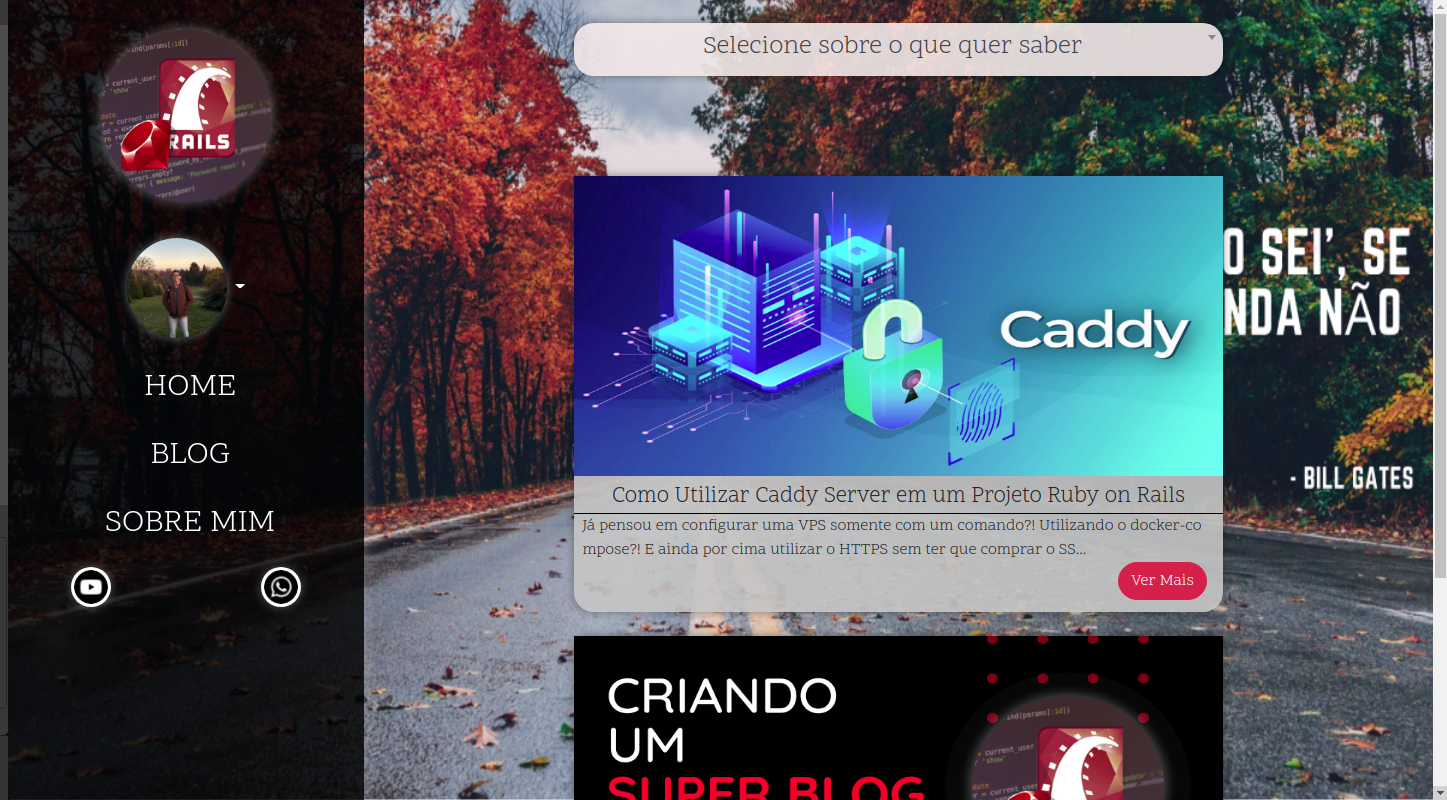 RAILS
HOME
BLOG
SOBRE MIM
Selecione sobre o que quer saber
Caddy
Como Utilizar Caddy Server em um Projeto Ruby on Rails
Já pensou em configurar uma VPS somente com um comando?! Utilizando o docker-co
mpose?! E ainda por cima utilizar o HTTPS sem ter que comprar o SS...
Ver Mais
CRIANDO
UM
SUPER BLOG
O SEI', SE
NDA NÃO
- BILL GATES